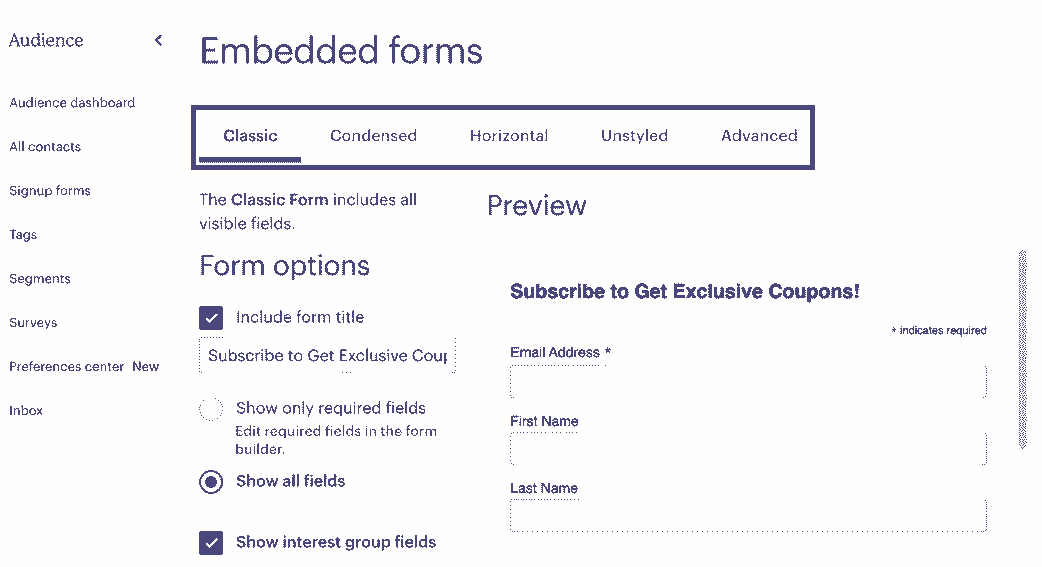 Audience
Audience dashboard
All contacts
Signup forms
Tags
Segments
Surveys
Preferences center New
Inbox
Embedded forms
Classic Condensed Horizontal Unstyled Advanced
The Classic Form includes all
visible fields.
Form options
Include form title
Subscribe to Get Exclusive Coup
Show only required fields
Edit required fields in the form
builder.
Show all fields
Show interest group fields
Preview
Subscribe to Get Exclusive Coupons!
* indicates required
Email Address *
First Name
Last Name